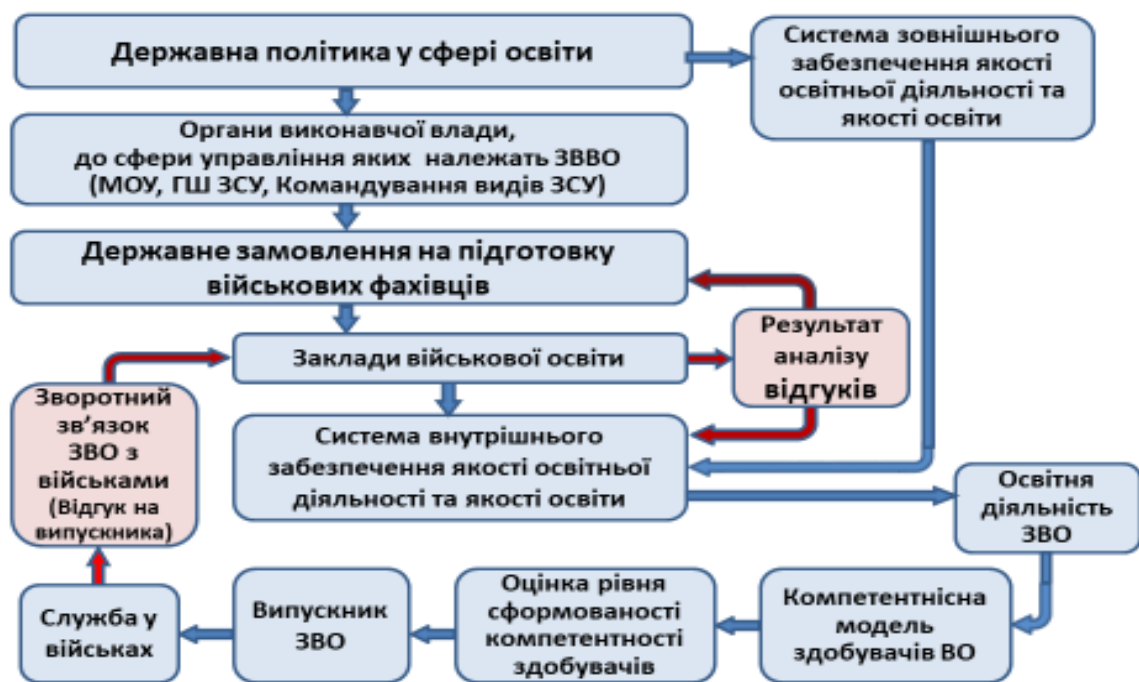 Державна політика у сфері освіти
Система зовнішнього
забезпечення якості
освітньої діяльності та
якості освіти
Органи виконавчої влади,
до сфери управління яких належать ЗВВО
(МОУ, ГШ ЗСУ, Командування видів ЗСУ)
Державне замовлення на підготовку
військових фахівців
Заклади військової освіти
Результат
аналізу
відгуків
Зворотний
зв’язок
ЗВО з
військами
(Відгук на
випускника)
Система внутрішнього
забезпечення якості освітньої
діяльності та якості освіти
Освітня
діяльність
ЗВО
Служба у
військах
Випускник
ЗВО
Оцінка рівня
сформованості
компетентності
здобувачів
Компетентнісна
модель
здобувачів ВО